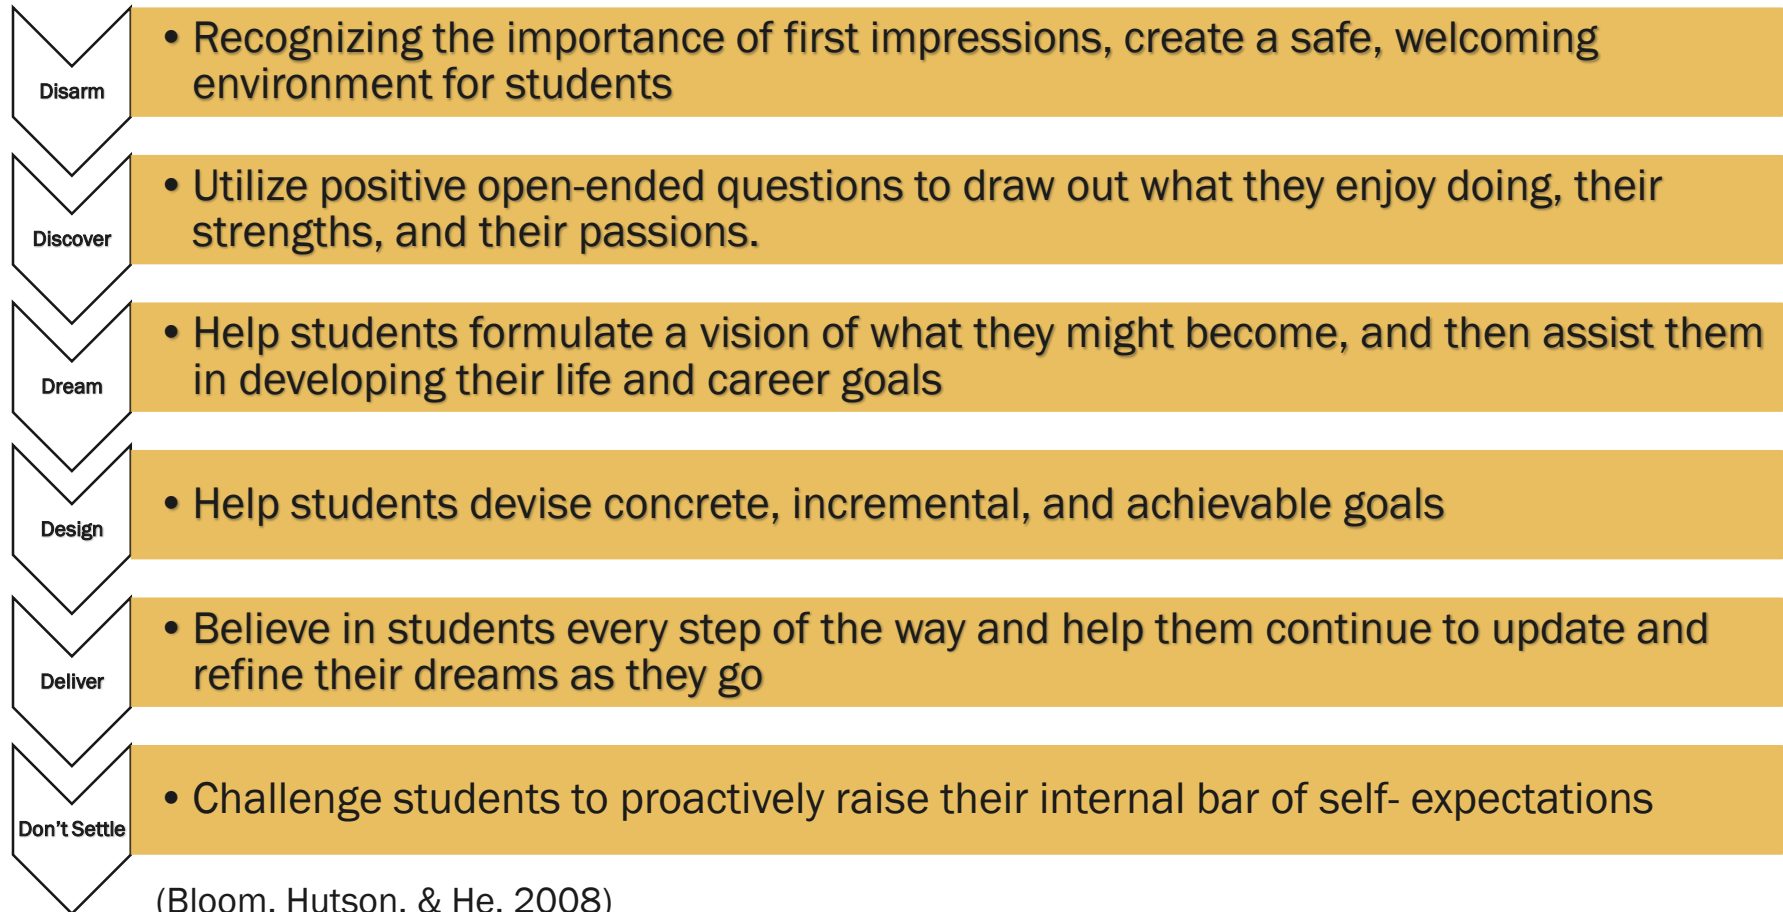 Disarm
• Recognizing the importance of first impressions, create a safe, welcoming
environment for students
Discover
• Utilize positive open-ended questions to draw out what they enjoy doing, their
strengths, and their passions.
Dream
• Help students formulate a vision of what they might become, and then assist them
in developing their life and career goals
Design
• Help students devise concrete, incremental, and achievable goals
Deliver
• Believe in students every step of the way and help them continue to update and
refine their dreams as they go
Don't Settle
• Challenge students to proactively raise their internal bar of self- expectations
(Bloom, Hutson, & He, 2008)